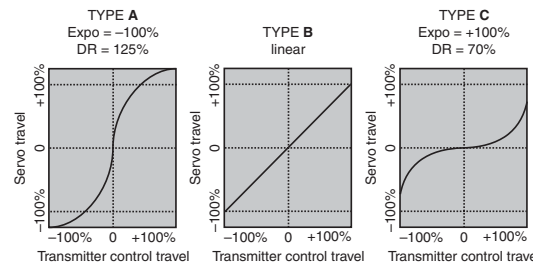 TYPE A
Expo = –100%
DR = 125%
Servo travel
+100%
0
–100%
–100% 0 +100%
Transmitter control travel
TYPE B
linear
Servo travel
+100%
0
–100%
–100% 0 +100%
Transmitter control travel
TYPE C
Expo = +100%
DR = 70%
Servo travel
+100%
0
–100%
–100% 0 +100%
Transmitter control travel